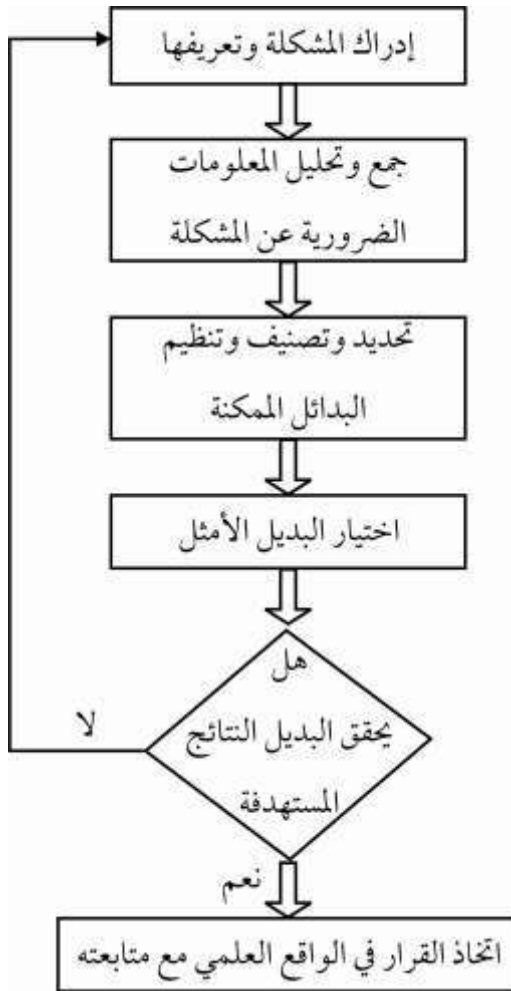 إدراك المشكلة وتعريفها
جمع وتحليل المعلومات
الضرورية عن المشكلة
تحديد وتصنيف وتنظيم
البدائل الممكنة
اختيار البديل الأمثل
هل
يحقق البديل النتائج
المستهدفة
لا
نعم
اتخاذ القرار في الواقع العلمي مع متابعته